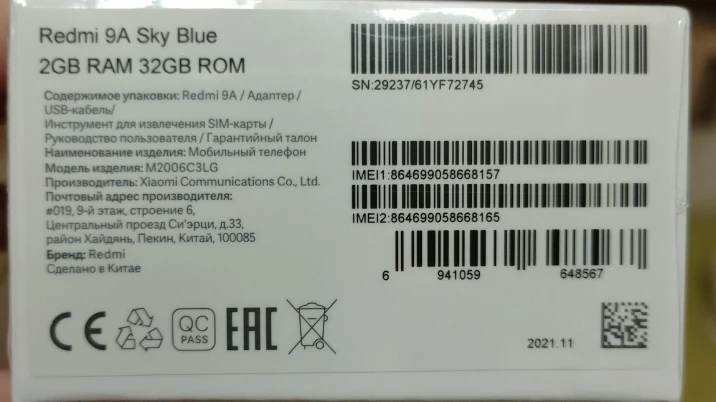 Redmi 9A Sky Blue
2GB RAM 32GB ROM
Содержимое упаковки: Redmi 9A / Адаптер /
USB-кабель/
Инструмент для извлечения SIM-карты /
Руководство пользователя / Гарантийный талон
Наименование изделия: Мобильный телефон
Модель изделия: M2006C3LG
Производитель: Xiaomi Communications Co., Ltd.
Почтовый адрес производителя:
#019, 9-й этаж, строение 6,
Центральный проезд Си'эрци, д.33,
район Хайдянь, Пекин, Китай, 100085
Бренд: Redmi
Сделано в Китае
CE
QC
PASS
EAC
SN:29237/61YF72745
IMEI1:864699058668157
IMEI2:864699058668165
6 941059 648567
2021.11